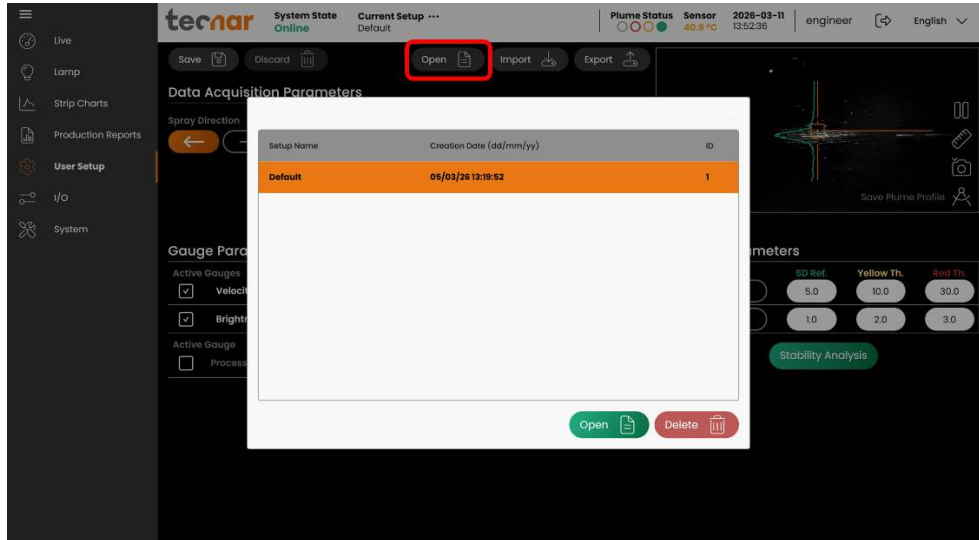 tecnar
System State
Online
Current Setup ···
Default
Plume Status
Sensor
40.9 °C
2026-03-11
13:52:36
engineer
English
Live
Lamp
Strip Charts
Production Reports
User Setup
I/O
System
Save
Discard
Open
Import
Export
Data Acquisition Parameters
Spray Direction
Save Plume Profile
Setup Name
Creation Date (dd/mm/yy)
ID
Default
05/03/26 13:19:52
1
Open
Delete
Gauge Para
Active Gauges
Velocit
Brightn
Active Gauge
Process
meters
SD Ref.
Yellow Th.
Red Th.
5.0
10.0
30.0
1.0
2.0
3.0
Stability Analysis